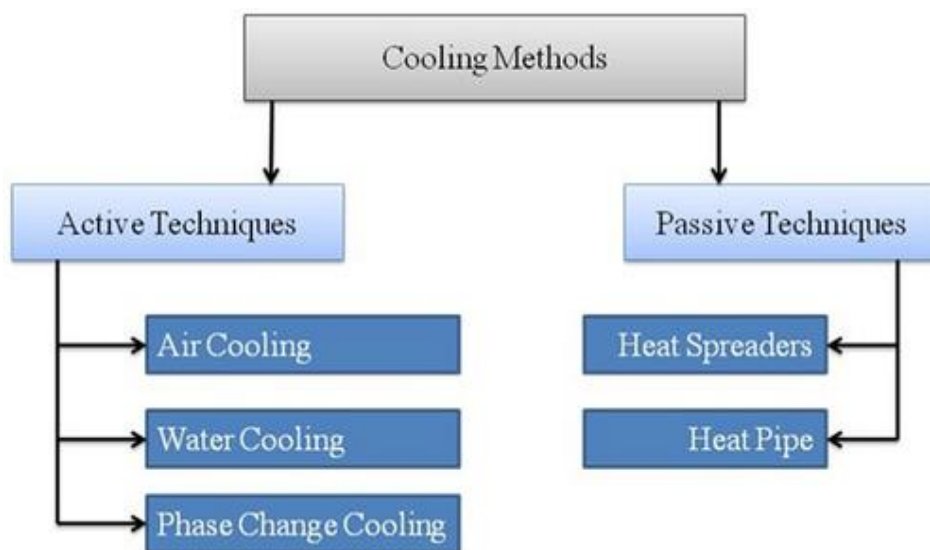 Cooling Methods
Active Techniques
Passive Techniques
Air Cooling
Water Cooling
Phase Change Cooling
Heat Spreaders
Heat Pipe